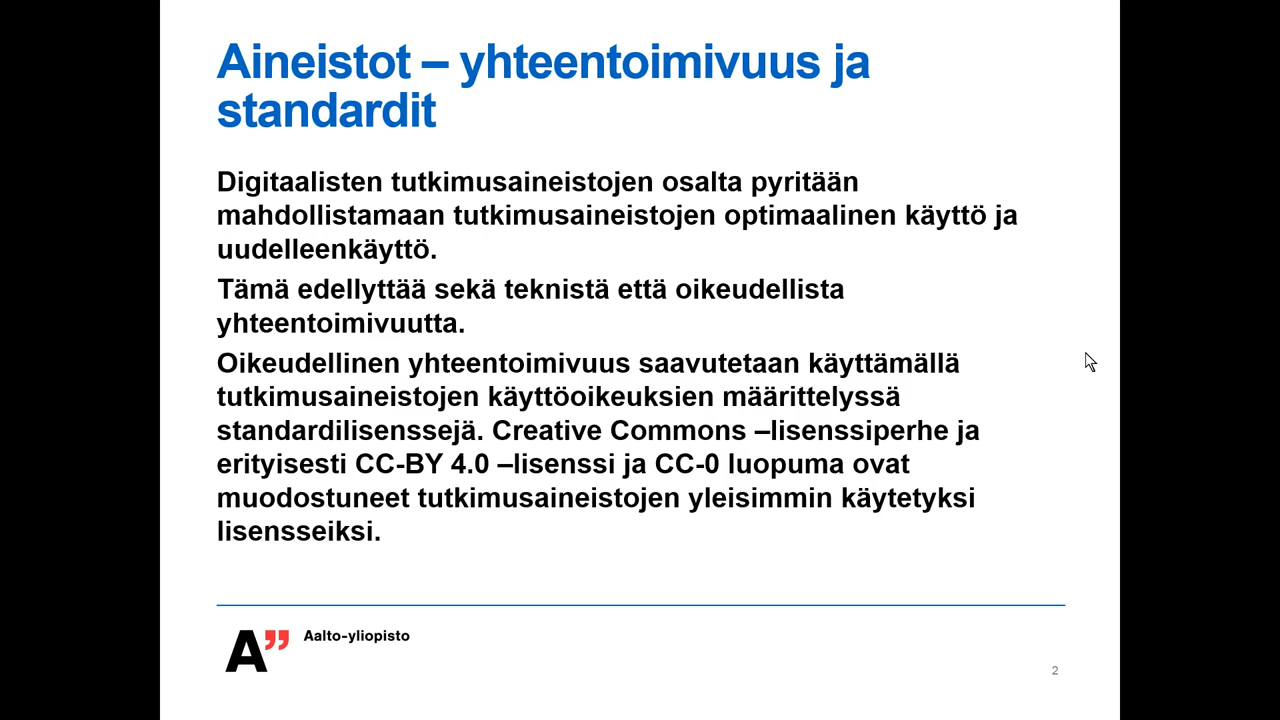 Aineistot – yhteentoimivuus ja
standardit
Digitaalisten tutkimusaineistojen osalta pyritään
mahdollistamaan tutkimusaineistojen optimaalinen käyttö ja
uudelleenkäyttö.
Tämä edellyttää sekä teknistä että oikeudellista
yhteentoimivuutta.
Oikeudellinen yhteentoimivuus saavutetaan käyttämällä
tutkimusaineistojen käyttöoikeuksien määrittelyssä
standardilisenssejä. Creative Commons –lisenssiperhe ja
erityisesti CC-BY 4.0 –lisenssi ja CC-0 luopuma ovat
muodostuneet tutkimusaineistojen yleisimmin käytetyksi
lisensseiksi.
A”
Aalto-yliopisto
2